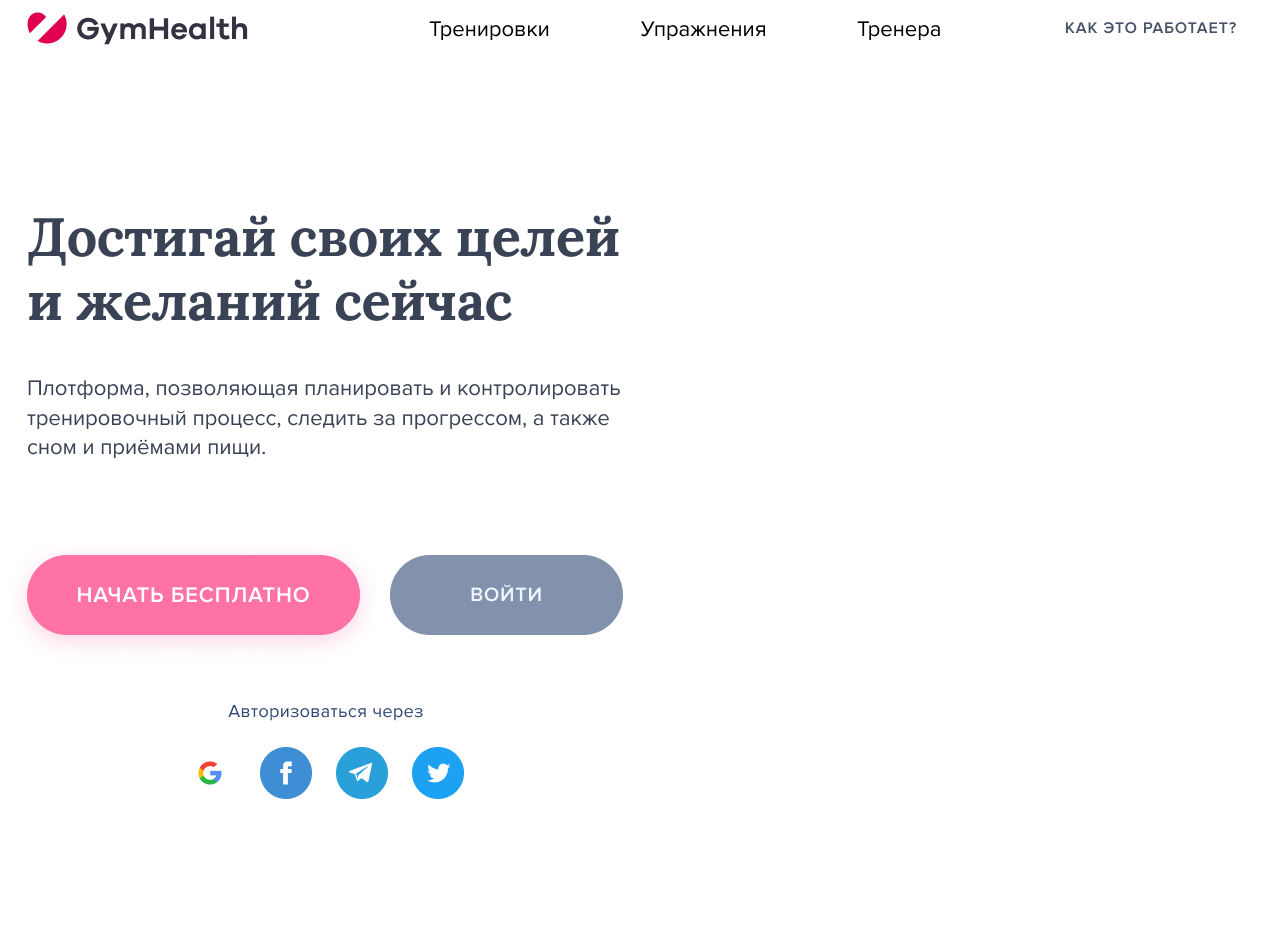 GymHealth
Тренировки
Упражнения
Тренера
КАК ЭТО РАБОТАЕТ?
Достигай своих целей
и желаний сейчас
Плотформа, позволяющая планировать и контролировать
тренировочный процесс, следить за прогрессом, а также
сном и приёмами пищи.
НАЧАТЬ БЕСПЛАТНО
ВОЙТИ
Авторизоваться через